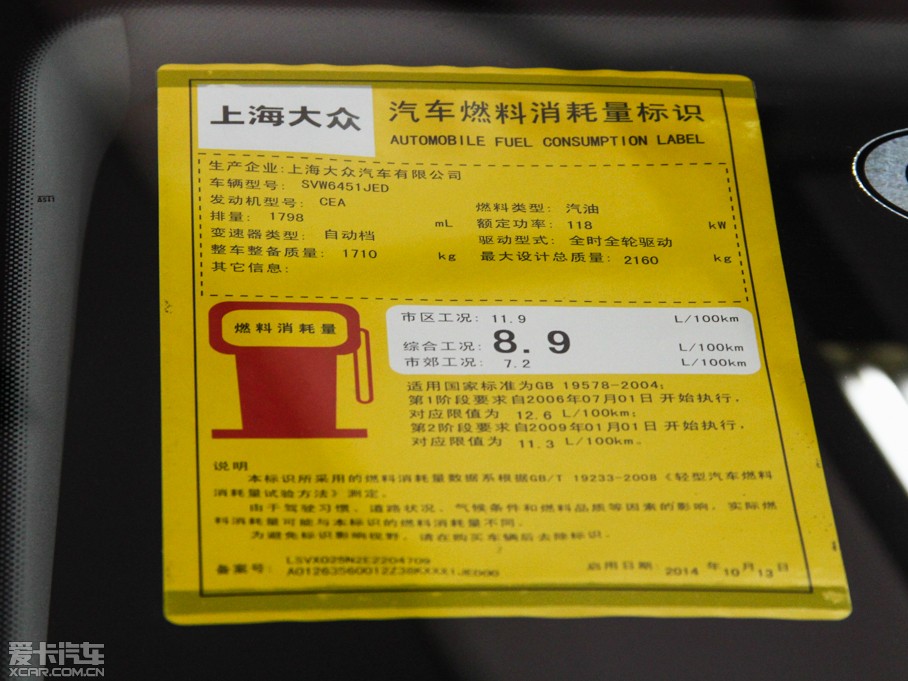 上海大众
汽车燃料消耗量标识
AUTOMOBILE FUEL CONSUMPTION LABEL
生产企业:上海大众汽车有限公司
车辆型号: SVW6451JED
发动机型号: CEA 燃料类型: 汽油
排量: 1798 mL 额定功率: 118 kW
变速器类型: 自动档 驱动型式: 全时全轮驱动
整车整备质量: 1710 kg 最大设计总质量: 2160 kg
其它信息:
燃料消耗量
市区工况: 11.9 L/100km
综合工况: 8.9 L/100km
市郊工况: 7.2 L/100km
适用国家标准为GB 19578-2004;
第1阶段要求自2006年07月01日 开始执行,
对应限值为 12.6 L/100km;
第2阶段要求自2009年01月01日 开始执行,
对应限值为 11.3 L/100km。
说明
本标识所采用的燃料消耗量数据系根据GB/T 19233-2008《轻型汽车燃料
消耗量试验方法》测定。
由于驾驶习惯、道路状况、气候条件和燃料品质等因素的影响,实际燃
料消耗量可能与本标识的燃料消耗量不同。
为避免标识影响视野,请在购买车辆后去除标识.
备案号:
启用日期: 2014 年 10月13日
爱卡汽车
XCAR.COM.CN